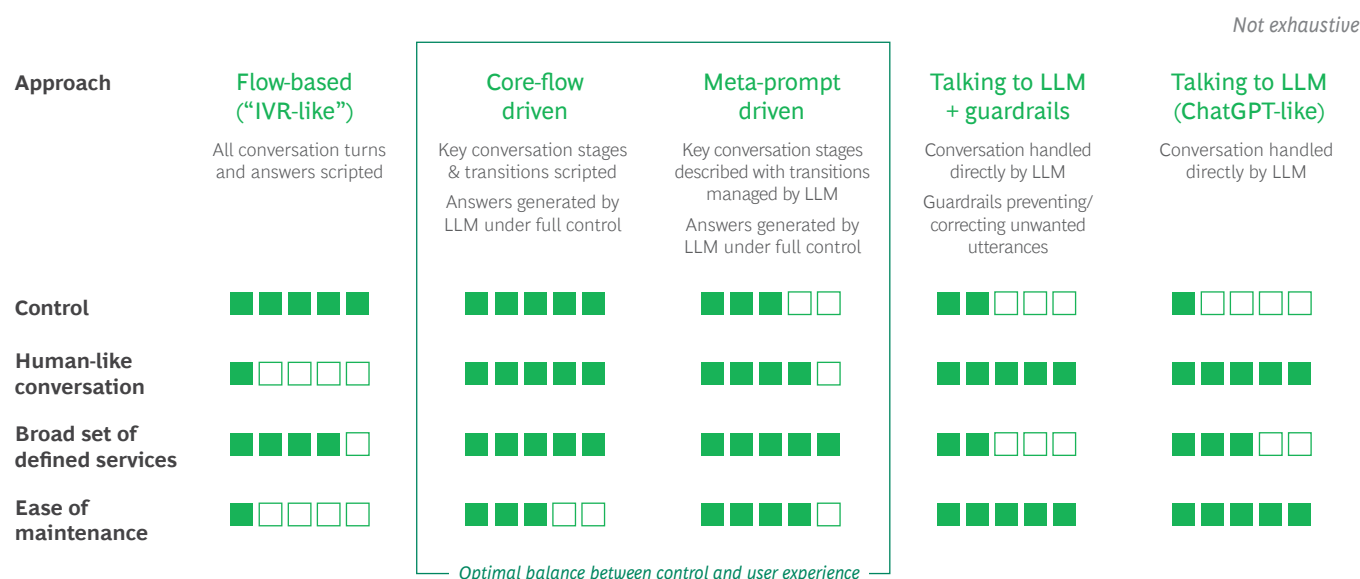 Not exhaustive
Approach
Flow-based
(“IVR-like”)
All conversation turns
and answers scripted
Core-flow
driven
Key conversation stages
& transitions scripted
Answers generated by
LLM under full control
Meta-prompt
driven
Key conversation stages
described with transitions
managed by LLM
Answers generated by
LLM under full control
Talking to LLM
+ guardrails
Conversation handled
directly by LLM
Guardrails preventing/
correcting unwanted
utterances
Talking to LLM
(ChatGPT-like)
Conversation handled
directly by LLM
Control
Human-like
conversation
Broad set of
defined services
Ease of
maintenance
Optimal balance between control and user experience